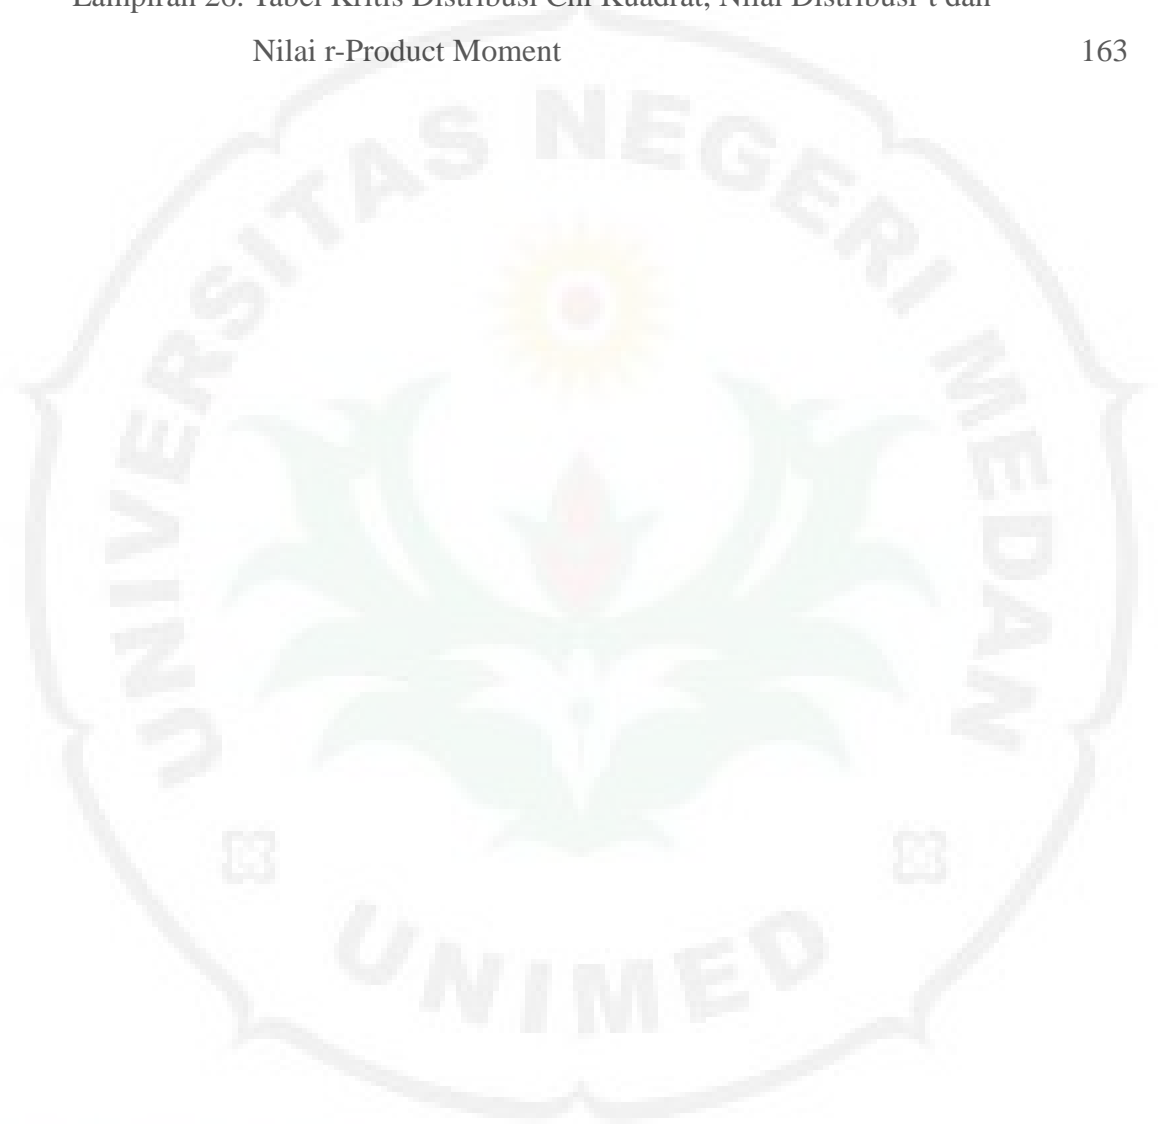 Lampiran 26. Tabel Kritis Distribusi Chi Kuadrat, Nilai Distribusi-t dan
Nilai r-Product Moment 163
UNIVERSITAS NEGERI MEDAN
UNIMED